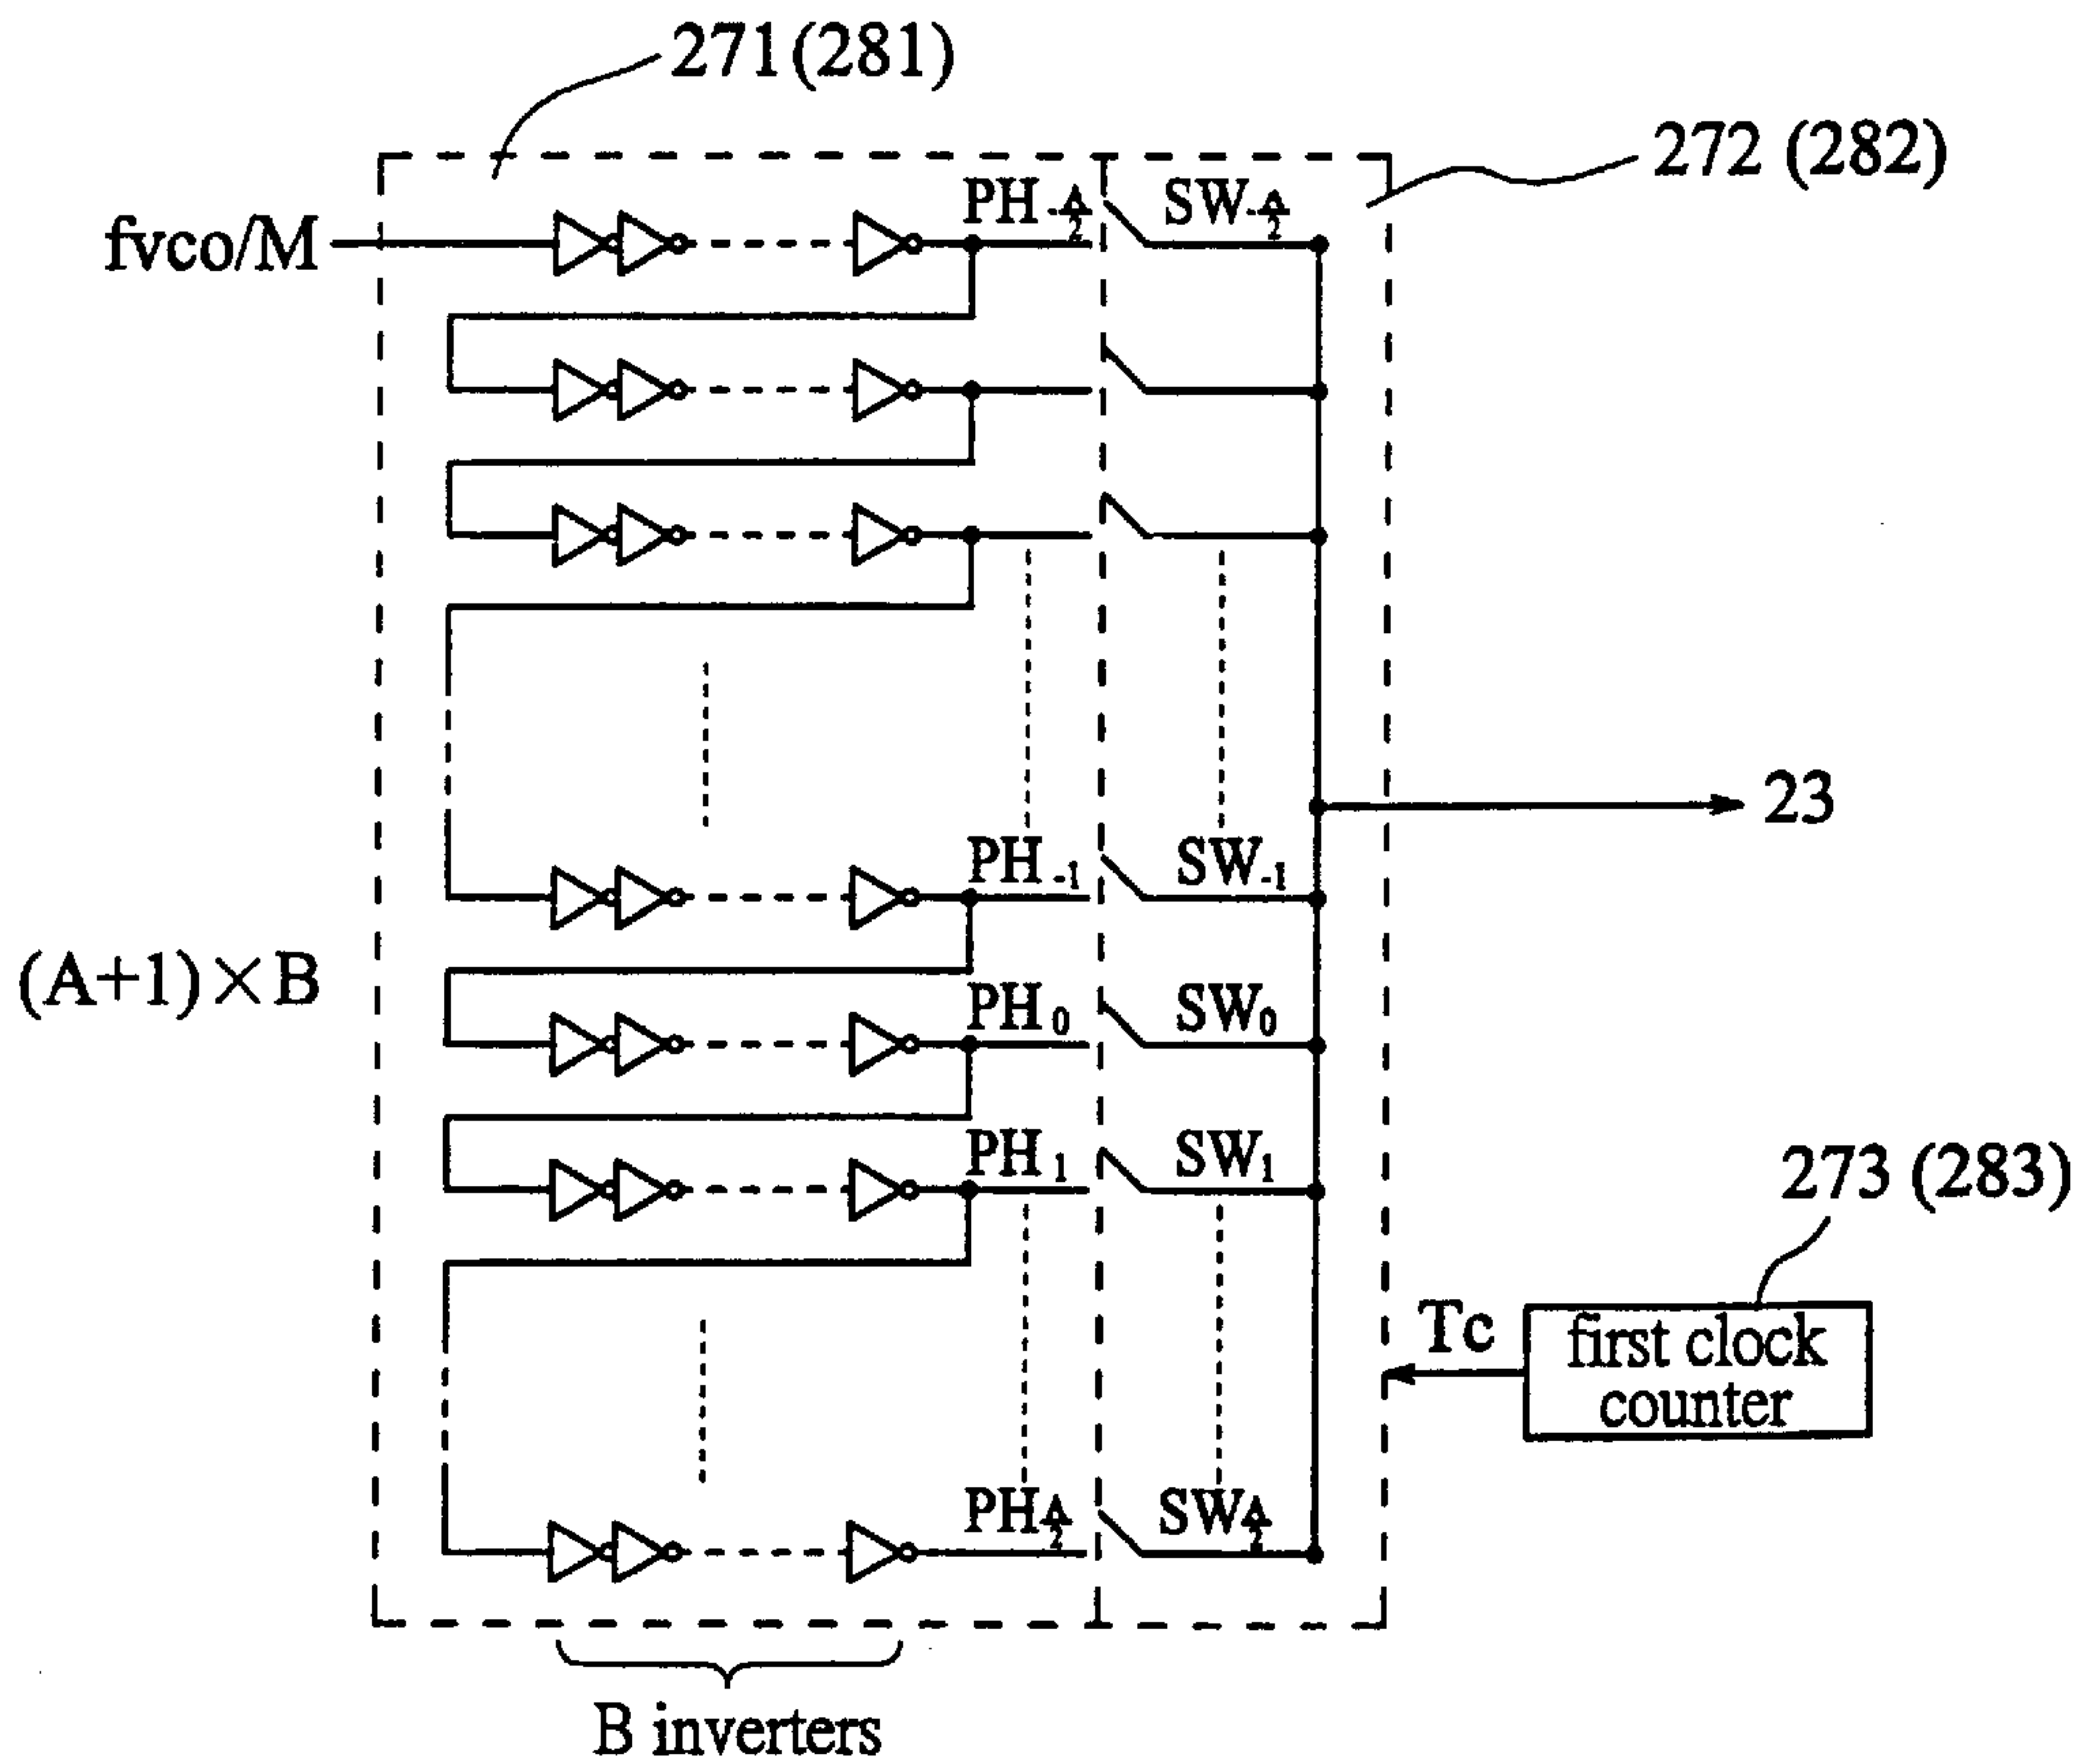 271(281)
272 (282)
fvco/M
PH-A/2
SW-A/2
23
PH-1
SW-1
(A+1)×B
PH0
SW0
PH1
SW1
273 (283)
Tc
first clock
counter
PHA/2
SWA/2
B inverters